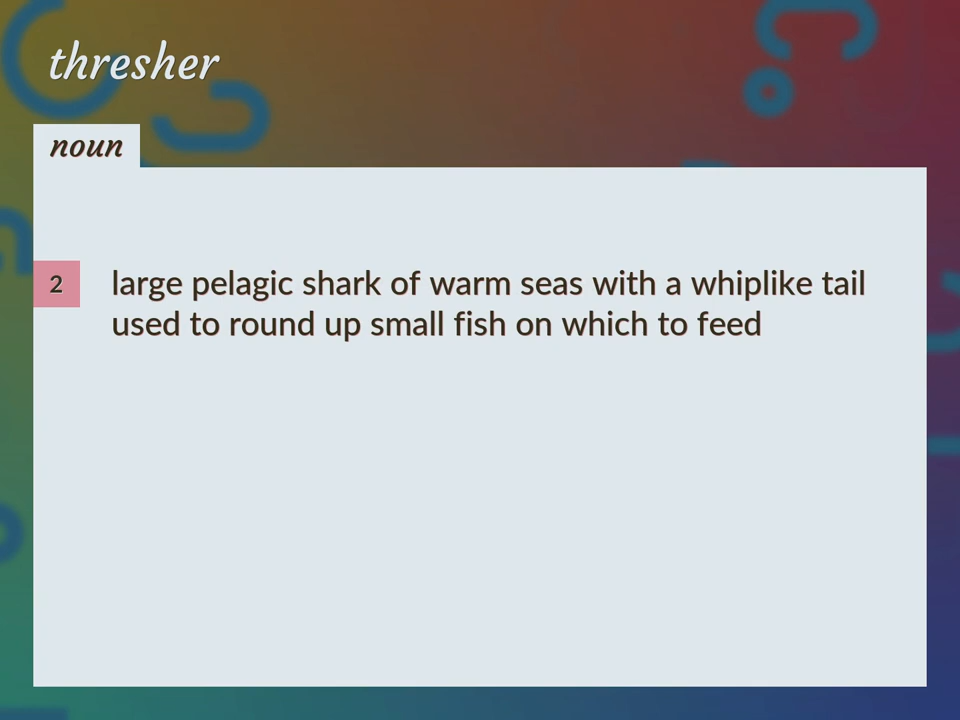 thresher
noun
2
large pelagic shark of warm seas with a whiplike tail
used to round up small fish on which to feed